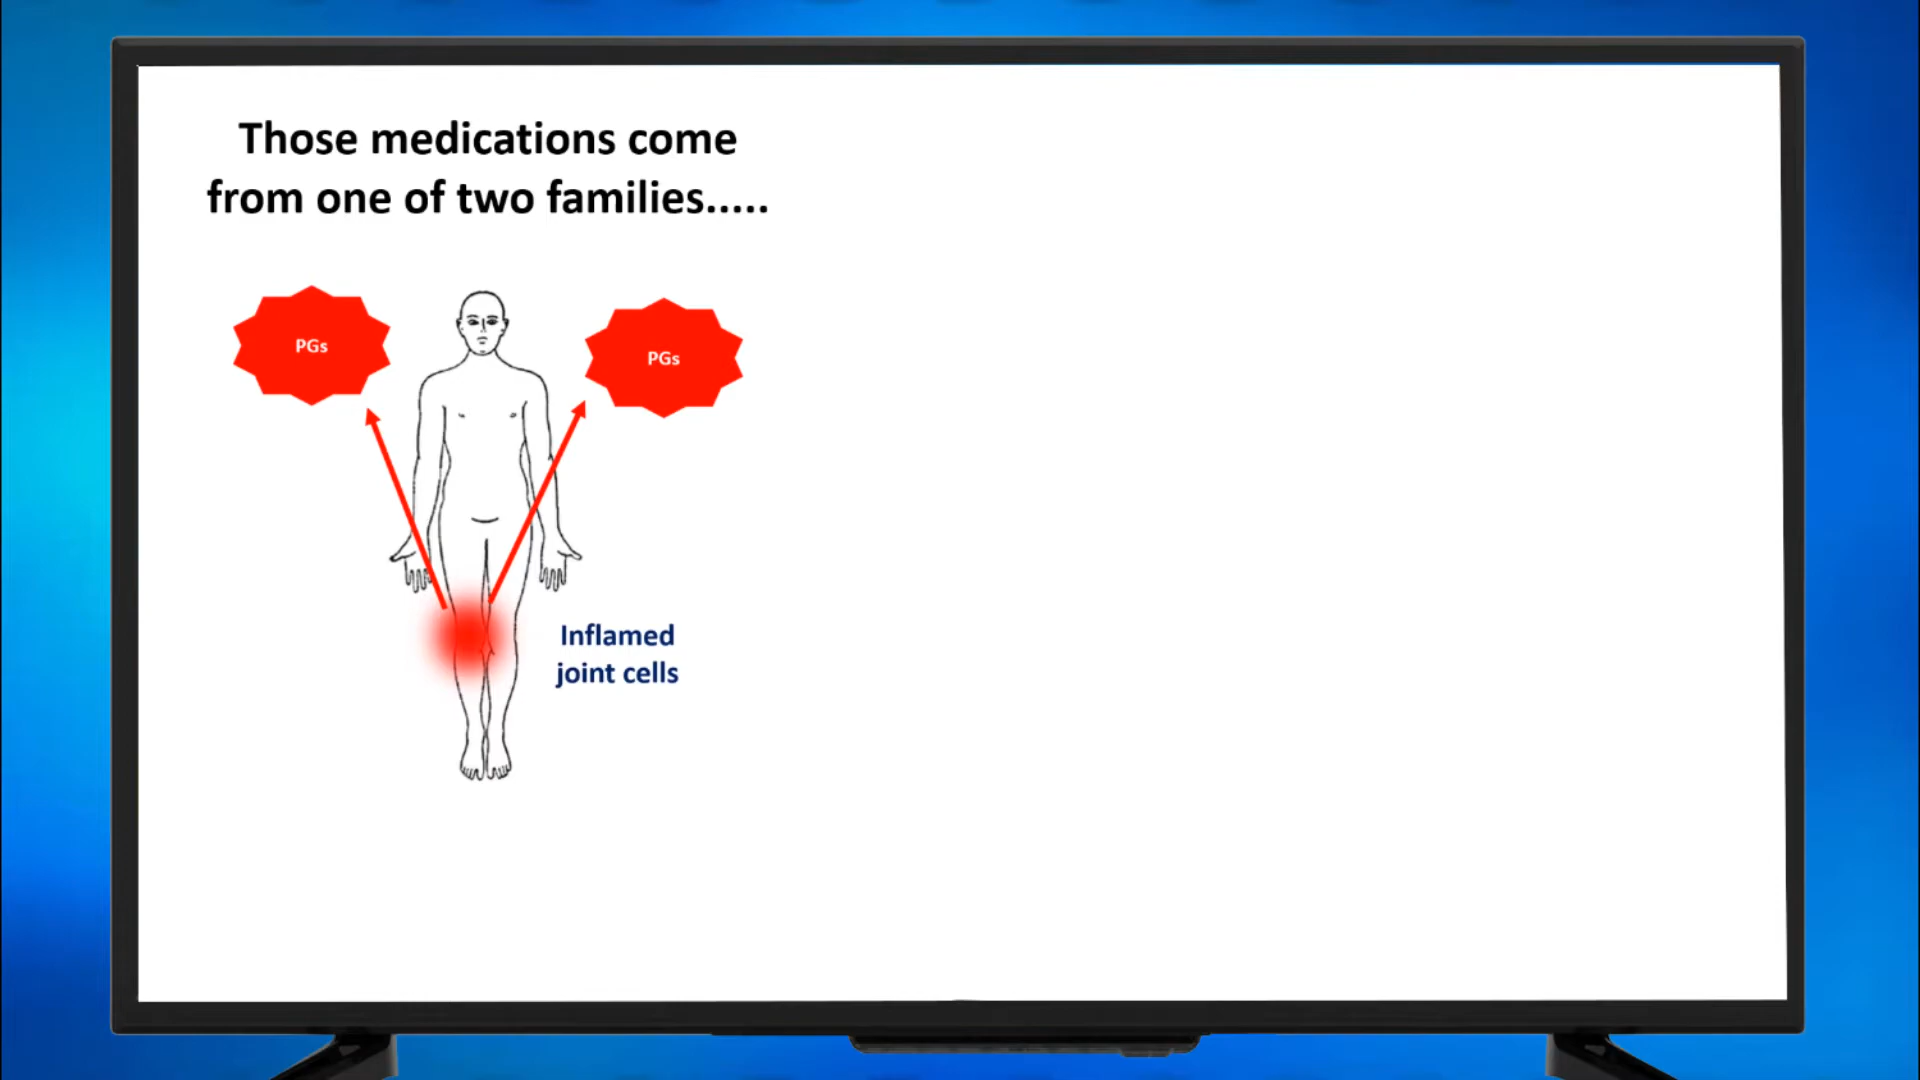 Those medications come
from one of two families.....
PGs
PGs
Inflamed
joint cells